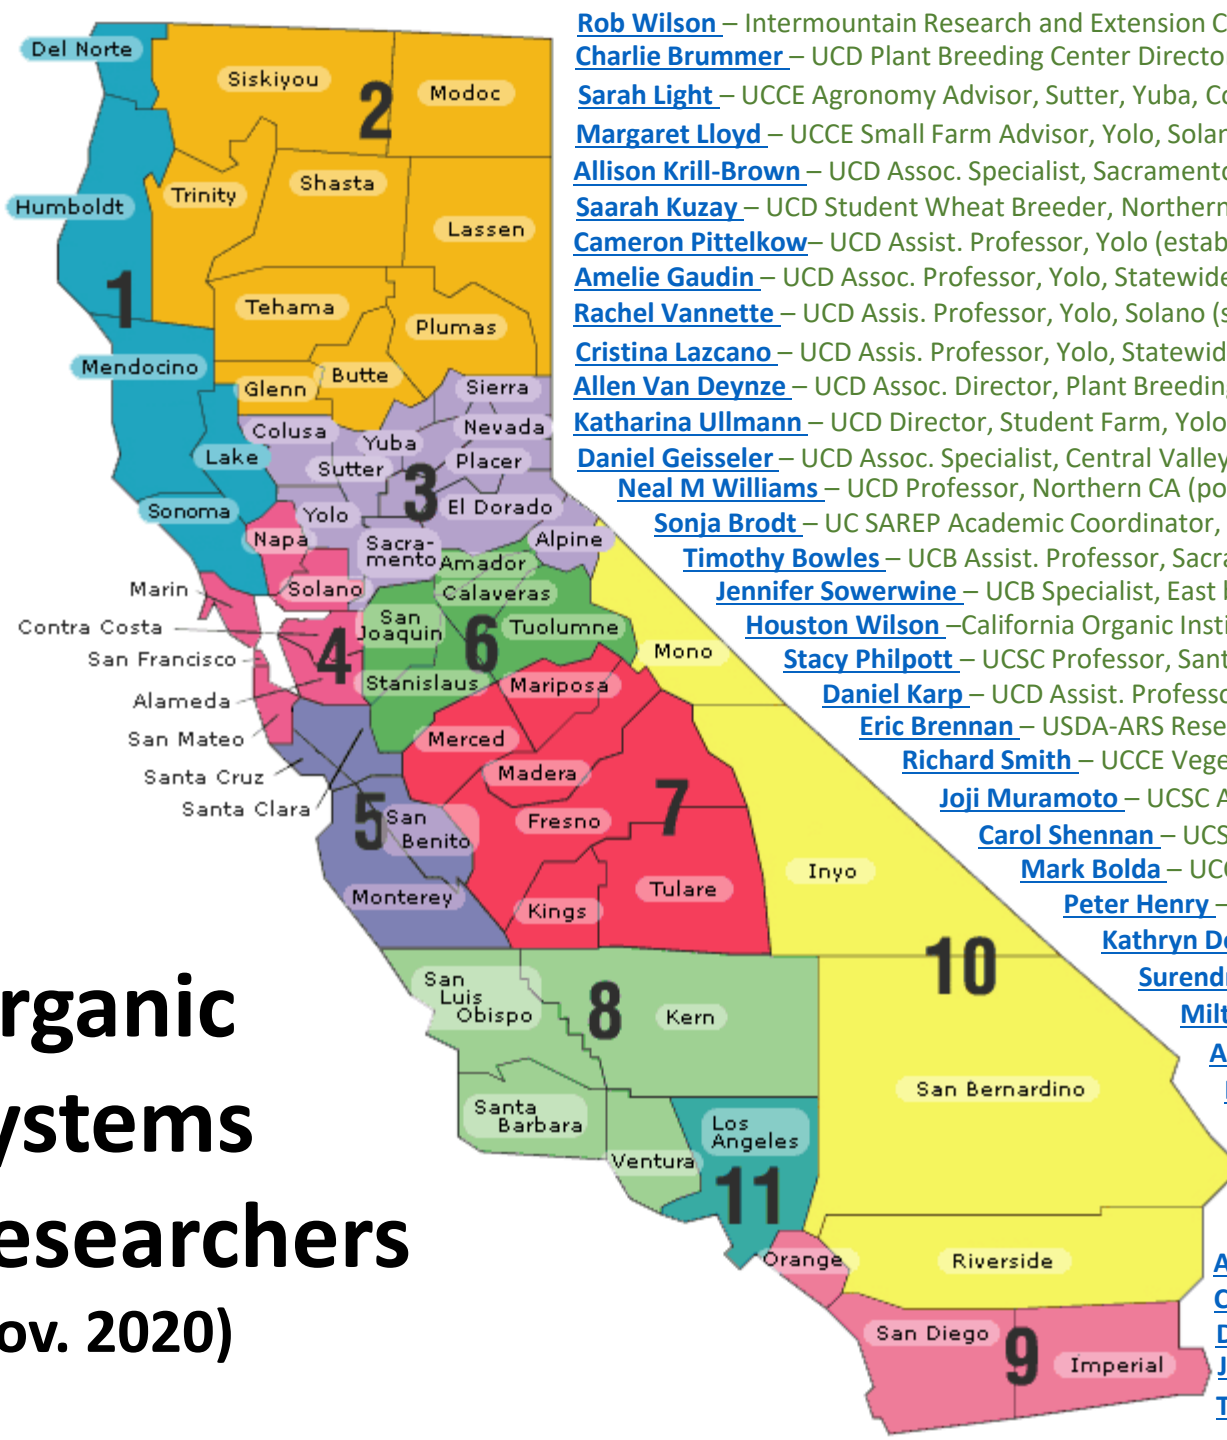 Rob Wilson – Intermountain Research and Extension C
Charlie Brummer – UCD Plant Breeding Center Directo
Sarah Light – UCCE Agronomy Advisor, Sutter, Yuba, Co
Margaret Lloyd – UCCE Small Farm Advisor, Yolo, Solan
Allison Krill-Brown – UCD Assoc. Specialist, Sacramento
Saarah Kuzay – UCD Student Wheat Breeder, Northern
Cameron Pittelkow– UCD Assist. Professor, Yolo (estab
Amelie Gaudin – UCD Assoc. Professor, Yolo, Statewide
Rachel Vannette – UCD Assis. Professor, Yolo, Solano (s
Cristina Lazcano – UCD Assis. Professor, Yolo, Statewid
Allen Van Deynze – UCD Assoc. Director, Plant Breeding
Katharina Ullmann – UCD Director, Student Farm, Yolo
Daniel Geisseler – UCD Assoc. Specialist, Central Valley
Neal M Williams – UCD Professor, Northern CA (po
Sonja Brodt – UC SAREP Academic Coordinator,
Timothy Bowles – UCB Assist. Professor, Sacra
Jennifer Sowerwine – UCB Specialist, East
Houston Wilson –California Organic Insti
Stacy Philpott – UCSC Professor, Sant
Daniel Karp – UCD Assist. Professo
Eric Brennan – USDA-ARS Rese
Richard Smith – UCCE Vege
Joji Muramoto – UCSC A
Carol Shennan – UCS
Mark Bolda – UC
Peter Henry –
Kathryn De
Surend
Milt
A
A
C
D
J
T
Del Norte
Siskiyou
2
Modoc
Trinity
Shasta
Humboldt
Lassen
1
Tehama
Plumas
Mendocino
Glenn
Butte
Sierra
Colusa
Yuba
Nevada
Lake
Sutter
3
Placer
Sonoma
Yolo
El Dorado
Napa
Sacra-
mento
Alpine
Amador
Marin
Solano
Calaveras
Contra Costa
San
Joaquin
Tuolumne
San Francisco
4
6
Mono
Alameda
Stanislaus
Mariposa
San Mateo
Merced
Santa Cruz
Madera
Santa Clara
5
San
Benito
Fresno
7
Monterey
Kings
Tulare
Inyo
10
San
Luis
Obispo
8
Kern
San Bernardino
Santa
Barbara
Los
Angeles
Ventura
11
Orange
Riverside
San Diego
9
Imperial
rganic
ystems
esearchers
ov. 2020)